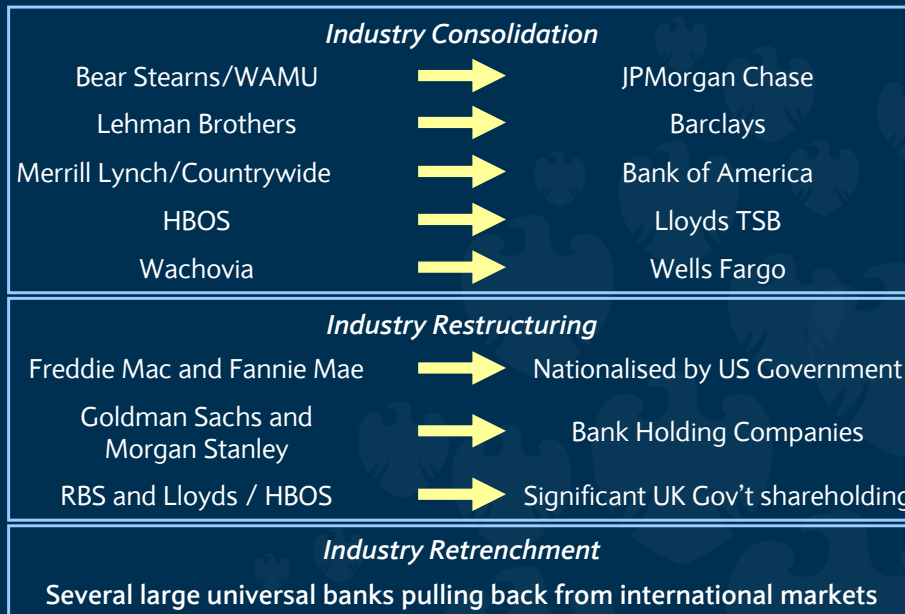 Industry Consolidation
Bear Stearns/WAMU JPMorgan Chase
Lehman Brothers Barclays
Merrill Lynch/Countrywide Bank of America
HBOS Lloyds TSB
Wachovia Wells Fargo
Industry Restructuring
Freddie Mac and Fannie Mae Nationalised by US Government
Goldman Sachs and
Morgan Stanley Bank Holding Companies
RBS and Lloyds / HBOS Significant UK Gov't shareholding
Industry Retrenchment
Several large universal banks pulling back from international markets